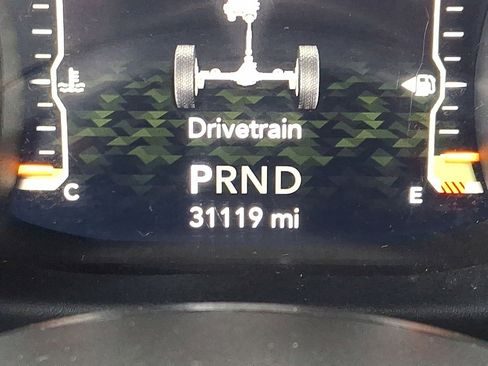 Drivetrain
PRND
C
E
31119 mi